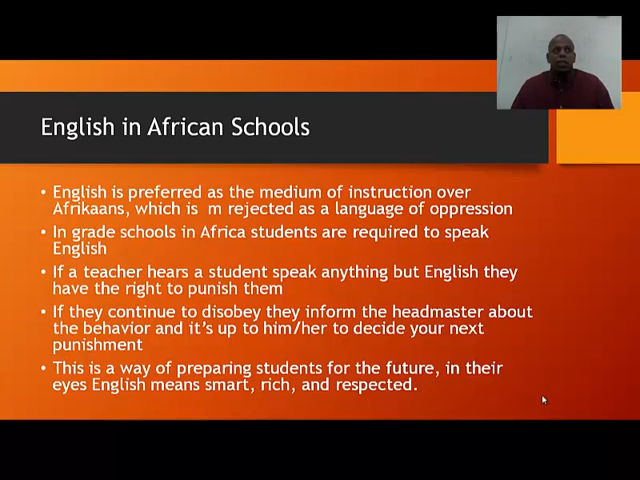 English in African Schools
• English is preferred as the medium of instruction over
Afrikaans, which is m rejected as a language of oppression
• In grade schools in Africa students are required to speak
English
• If a teacher hears a student speak anything but English they
have the right to punish them
• If they continue to disobey they inform the headmaster about
the behavior and it's up to him/her to decide your next
punishment
• This is a way of preparing students for the future, in their
eyes English means smart, rich, and respected.